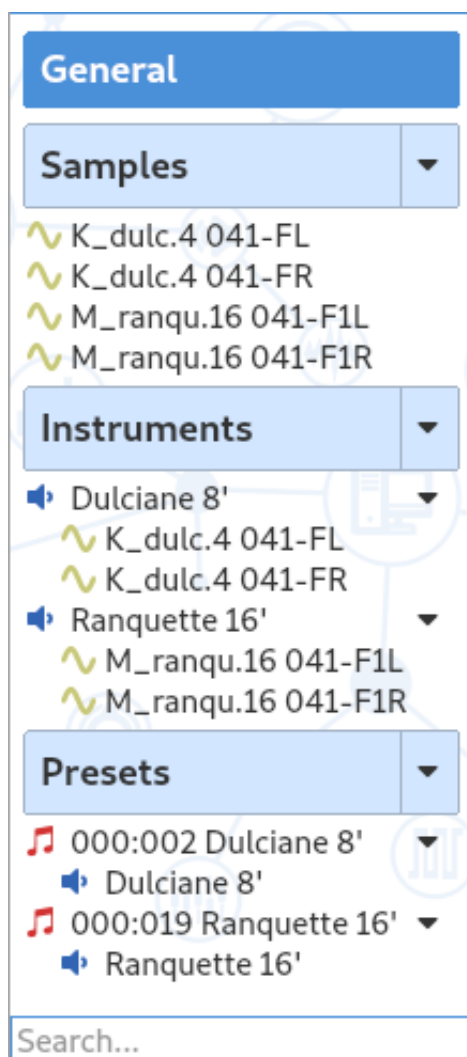 General
Samples
K_dulc.4 041-FL
K_dulc.4 041-FR
M_ranqu.16 041-F1L
M_ranqu.16 041-F1R
Instruments
Dulciane 8'
K_dulc.4 041-FL
K_dulc.4 041-FR
Ranquette 16'
M_ranqu.16 041-F1L
M_ranqu.16 041-F1R
Presets
000:002 Dulciane 8'
Dulciane 8'
000:019 Ranquette 16'
Ranquette 16'
Search...